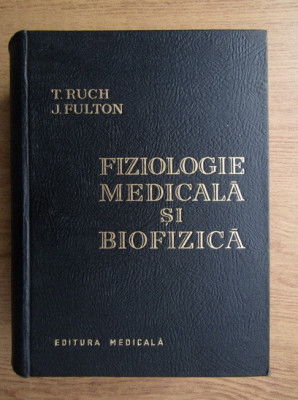 T. RUCH
J. FULTON
FIZIOLOGIE
MEDICALĂ
ȘI
BIOFIZICĂ
EDITURA MEDICALĂ